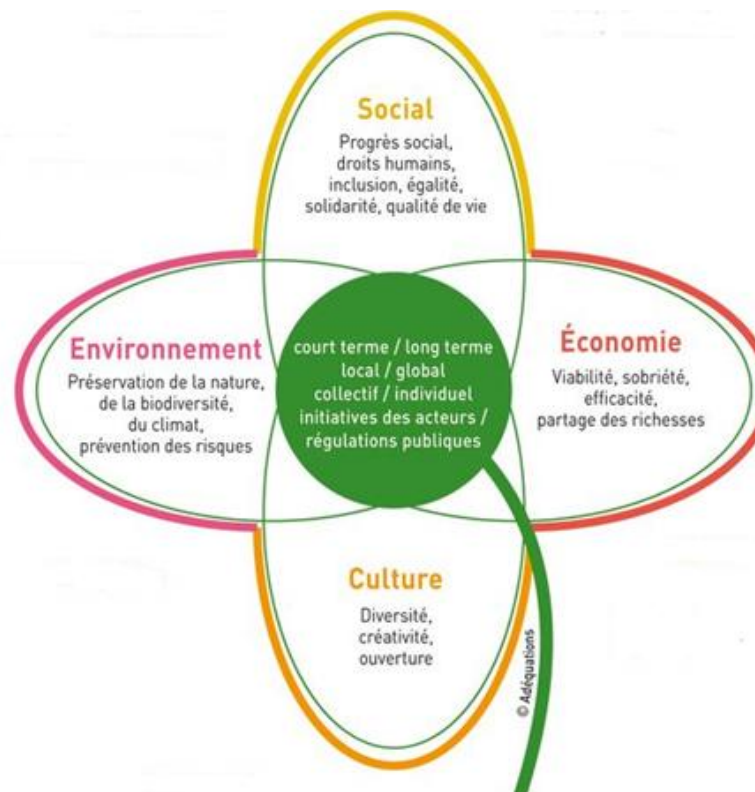 Social
Progrès social,
droits humains,
inclusion, égalité,
solidarité, qualité de vie
Environnement
Préservation de la nature,
de la biodiversité,
du climat,
prévention des risques
court terme / long terme
local / global
collectif / individuel
initiatives des acteurs /
régulations publiques
Économie
Viabilité, sobriété,
efficacité,
partage des richesses
Culture
Diversité,
créativité,
ouverture
© Adéquations